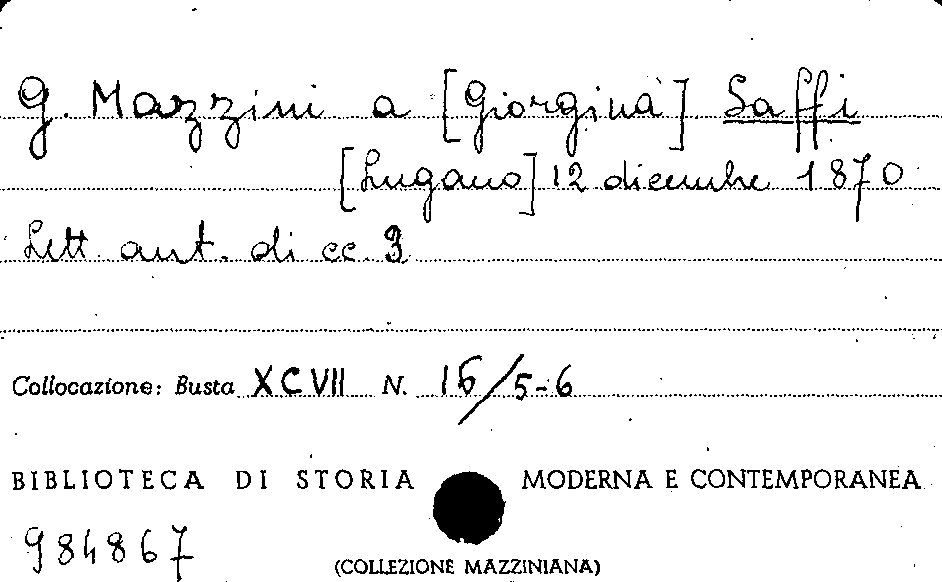 G. Mazzini a [Giorgina] Saffi
[Lugano] 12 dicembre 1870
Lett. aut. di cc. 3
Collocazione: Busta XCVII N. 16/5-6
BIBLIOTECA DI STORIA MODERNA E CONTEMPORANEA
984867
(COLLEZIONE MAZZINIANA)